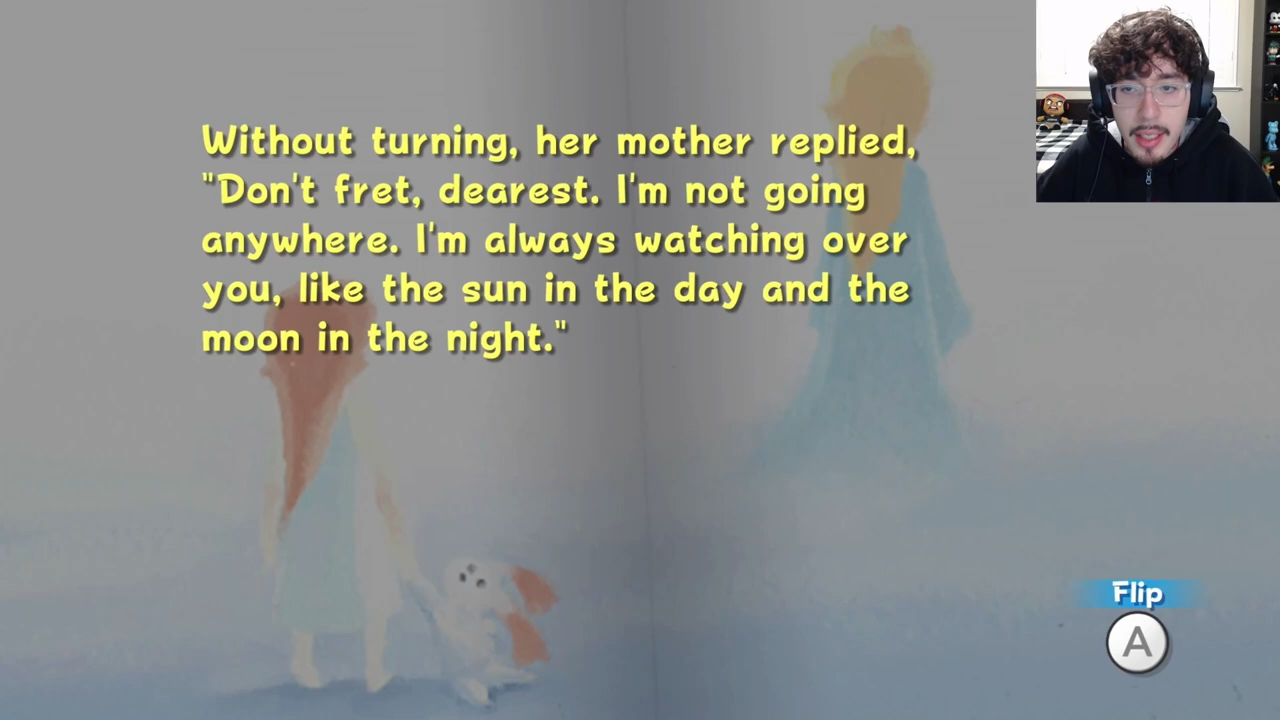 Without turning, her mother replied,
"Don't fret, dearest. I'm not going
anywhere. I'm always watching over
you, like the sun in the day and the
moon in the night."
Flip
A